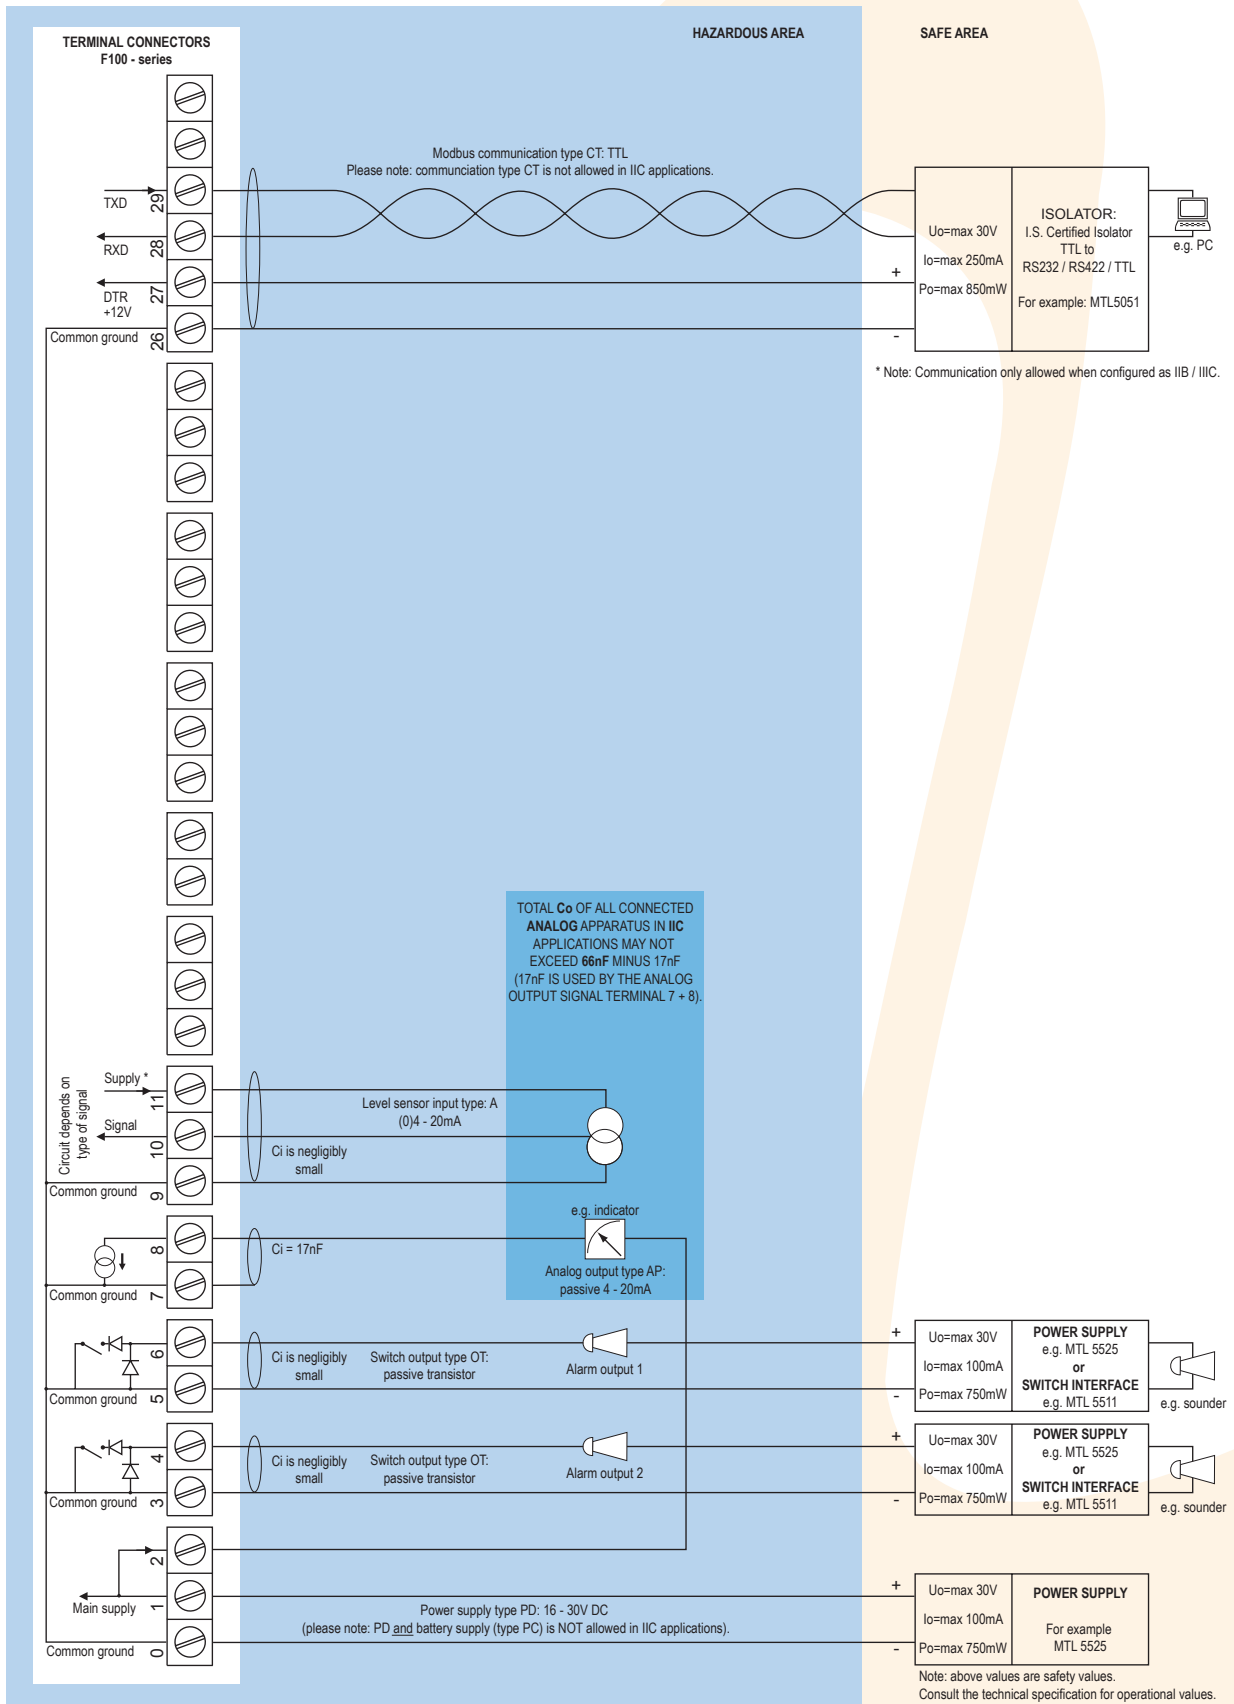 HAZARDOUS AREA
SAFE AREA
TERMINAL CONNECTORS
F100 - series
Modbus communication type CT: TTL
Please note: communciation type CT is not allowed in IIC applications.
TXD
29
RXD
28
DTR
+12V
27
Common ground
26
+
-
Uo=max 30V
Io=max 250mA
Po=max 850mW
ISOLATOR:
I.S. Certified Isolator
TTL to
RS232 / RS422 / TTL
For example: MTL5051
e.g. PC
* Note: Communication only allowed when configured as IIB / IIIC.
TOTAL Co OF ALL CONNECTED
ANALOG APPARATUS IN IIC
APPLICATIONS MAY NOT
EXCEED 66nF MINUS 17nF
(17nF IS USED BY THE ANALOG
OUTPUT SIGNAL TERMINAL 7 + 8).
Circuit depends on
type of signal
Supply *
11
Signal
10
Common ground
9
Level sensor input type: A
(0)4 - 20mA
Ci is negligibly
small
8
Common ground
7
Ci = 17nF
e.g. indicator
Analog output type AP:
passive 4 - 20mA
6
Common ground
5
Ci is negligibly
small
Switch output type OT:
passive transistor
Alarm output 1
+
-
Uo=max 30V
Io=max 100mA
Po=max 750mW
POWER SUPPLY
e.g. MTL 5525
or
SWITCH INTERFACE
e.g. MTL 5511
e.g. sounder
4
Common ground
3
Ci is negligibly
small
Switch output type OT:
passive transistor
Alarm output 2
+
-
Uo=max 30V
Io=max 100mA
Po=max 750mW
POWER SUPPLY
e.g. MTL 5525
or
SWITCH INTERFACE
e.g. MTL 5511
e.g. sounder
2
Main supply
1
Common ground
0
Power supply type PD: 16 - 30V DC
(please note: PD and battery supply (type PC) is NOT allowed in IIC applications).
+
-
Uo=max 30V
Io=max 100mA
Po=max 750mW
POWER SUPPLY
For example
MTL 5525
Note: above values are safety values.
Consult the technical specification for operational values.